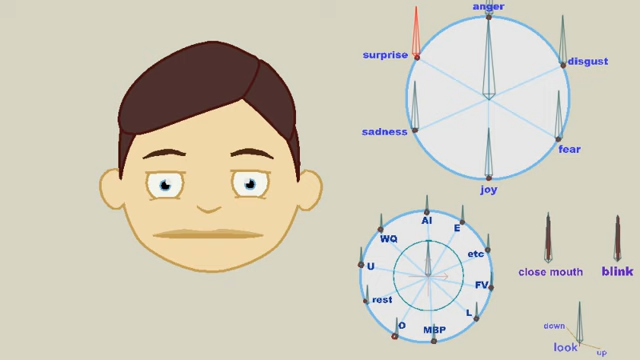 anger
surprise
disgust
sadness
fear
joy
AI
E
WQ
etc
U
FV
rest
L
O
MBP
close mouth
blink
down
look
up